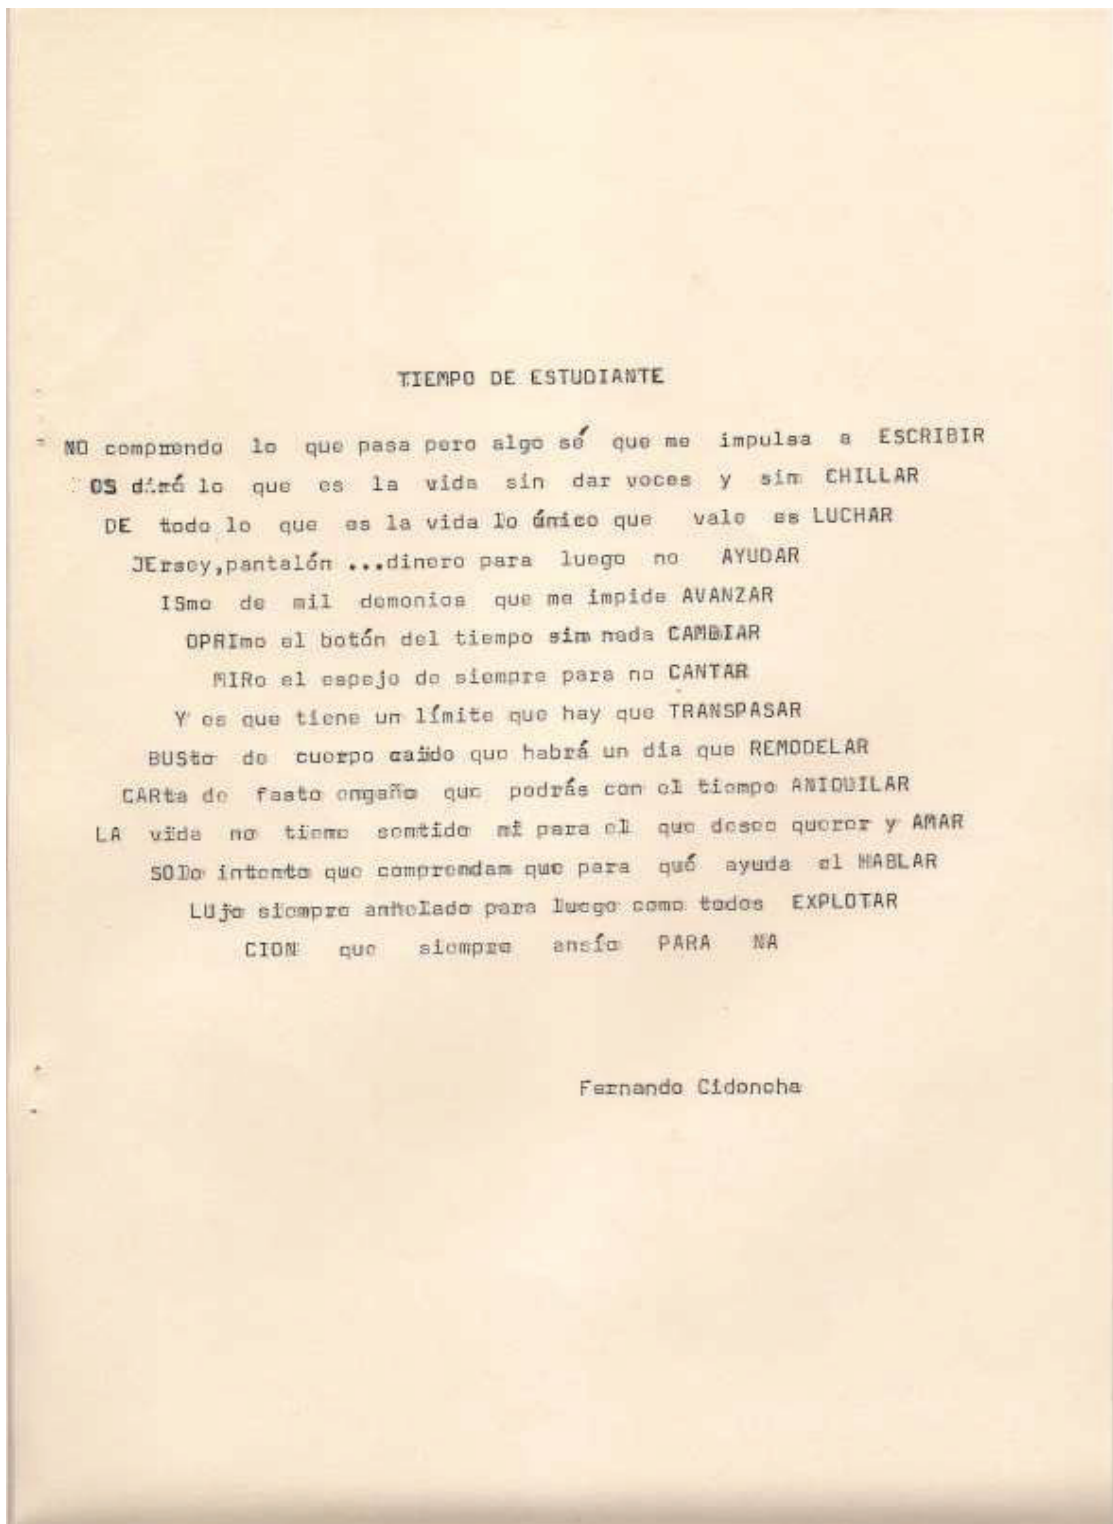 TIEMPO DE ESTUDIANTE
NO comprendo lo que pasa pero algo sé que me impulsa a ESCRIBIR
OS diré lo que es la vida sin dar voces y sin CHILLAR
DE todo lo que es la vida lo único que vale es LUCHAR
JErsey,pantalón ...dinero para luego no AYUDAR
ISmo de mil demonios que me impide AVANZAR
OPRImo el botón del tiempo sin nada CAMBIAR
MIRo el espejo de siempre para no CANTAR
Y es que tiene un límite que hay que TRANSPASAR
BUSto de cuerpo caído que habrá un dia que REMODELAR
CARta de fasto engaño que podrás con el tiempo ANIQUILAR
LA vida no tiene sentido ni para el que desee querer y AMAR
SOlo intento que comprendan que para qué ayuda el HABLAR
LUjo siempre anhelado para luego como todos EXPLOTAR
CION que siempre ansío PARA NA
Fernando Cidoncha